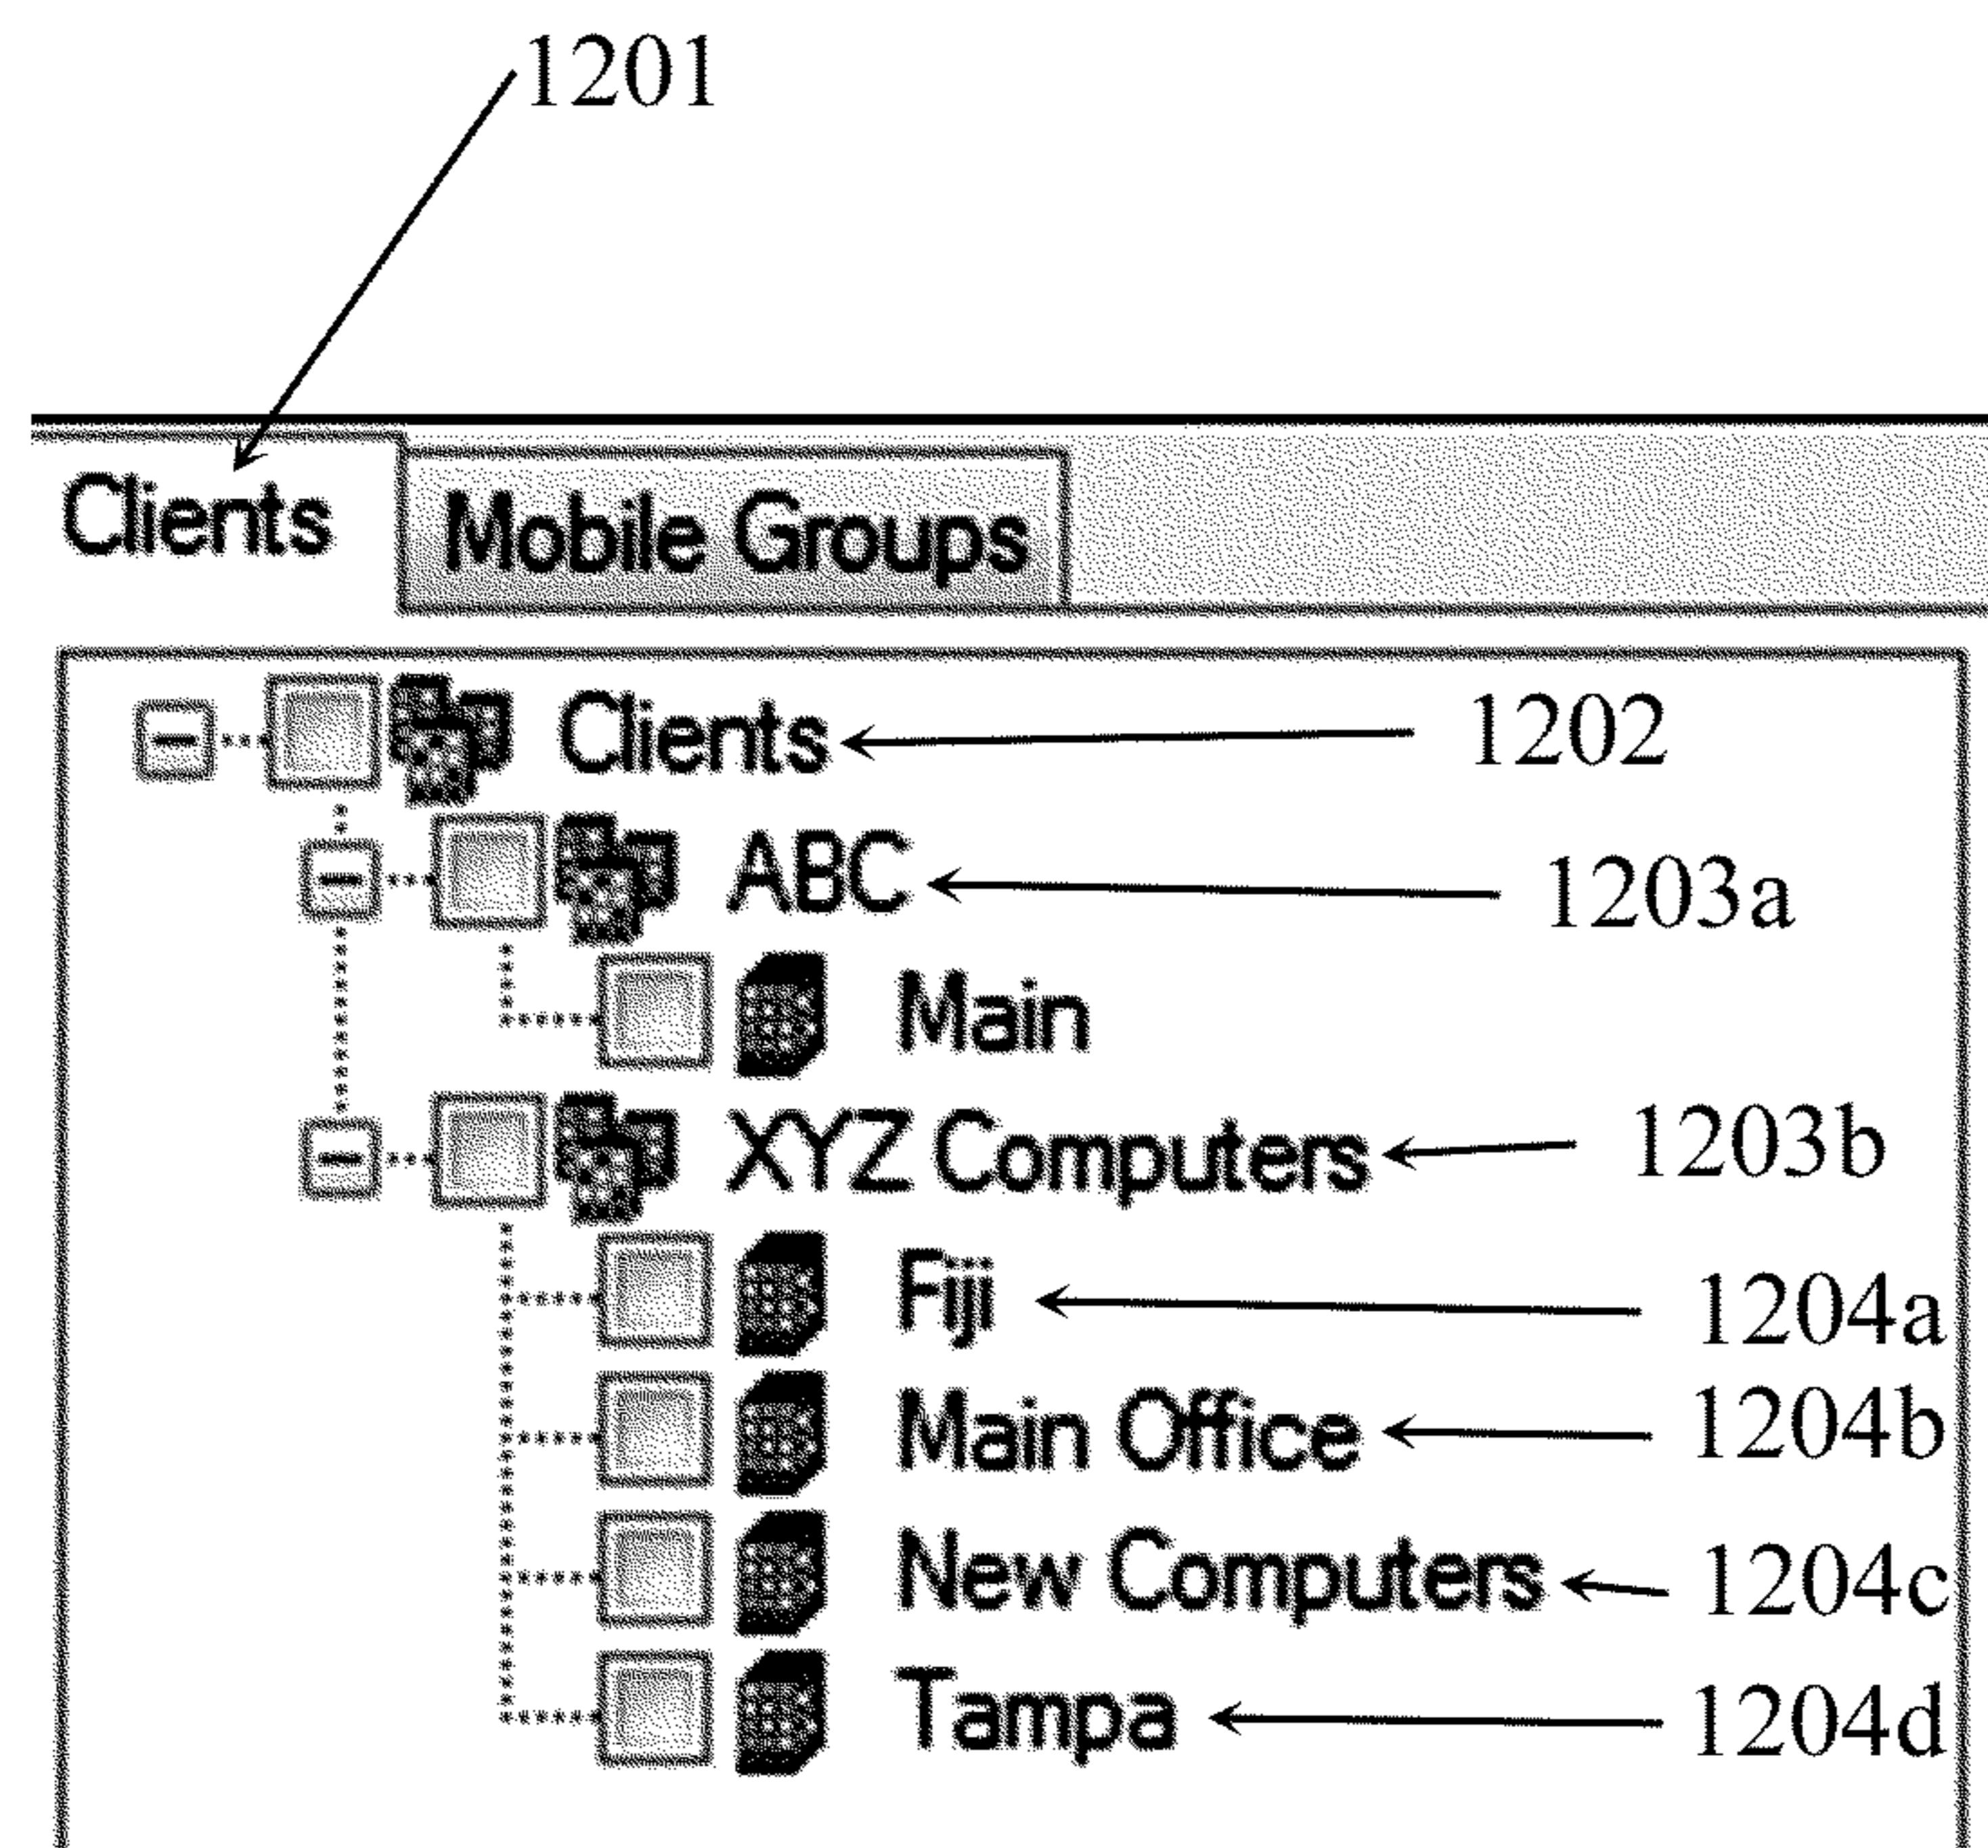 1201
Clients Mobile Groups
Clients 1202
ABC 1203a
Main
XYZ Computers 1203b
Fiji 1204a
Main Office 1204b
New Computers 1204c
Tampa 1204d